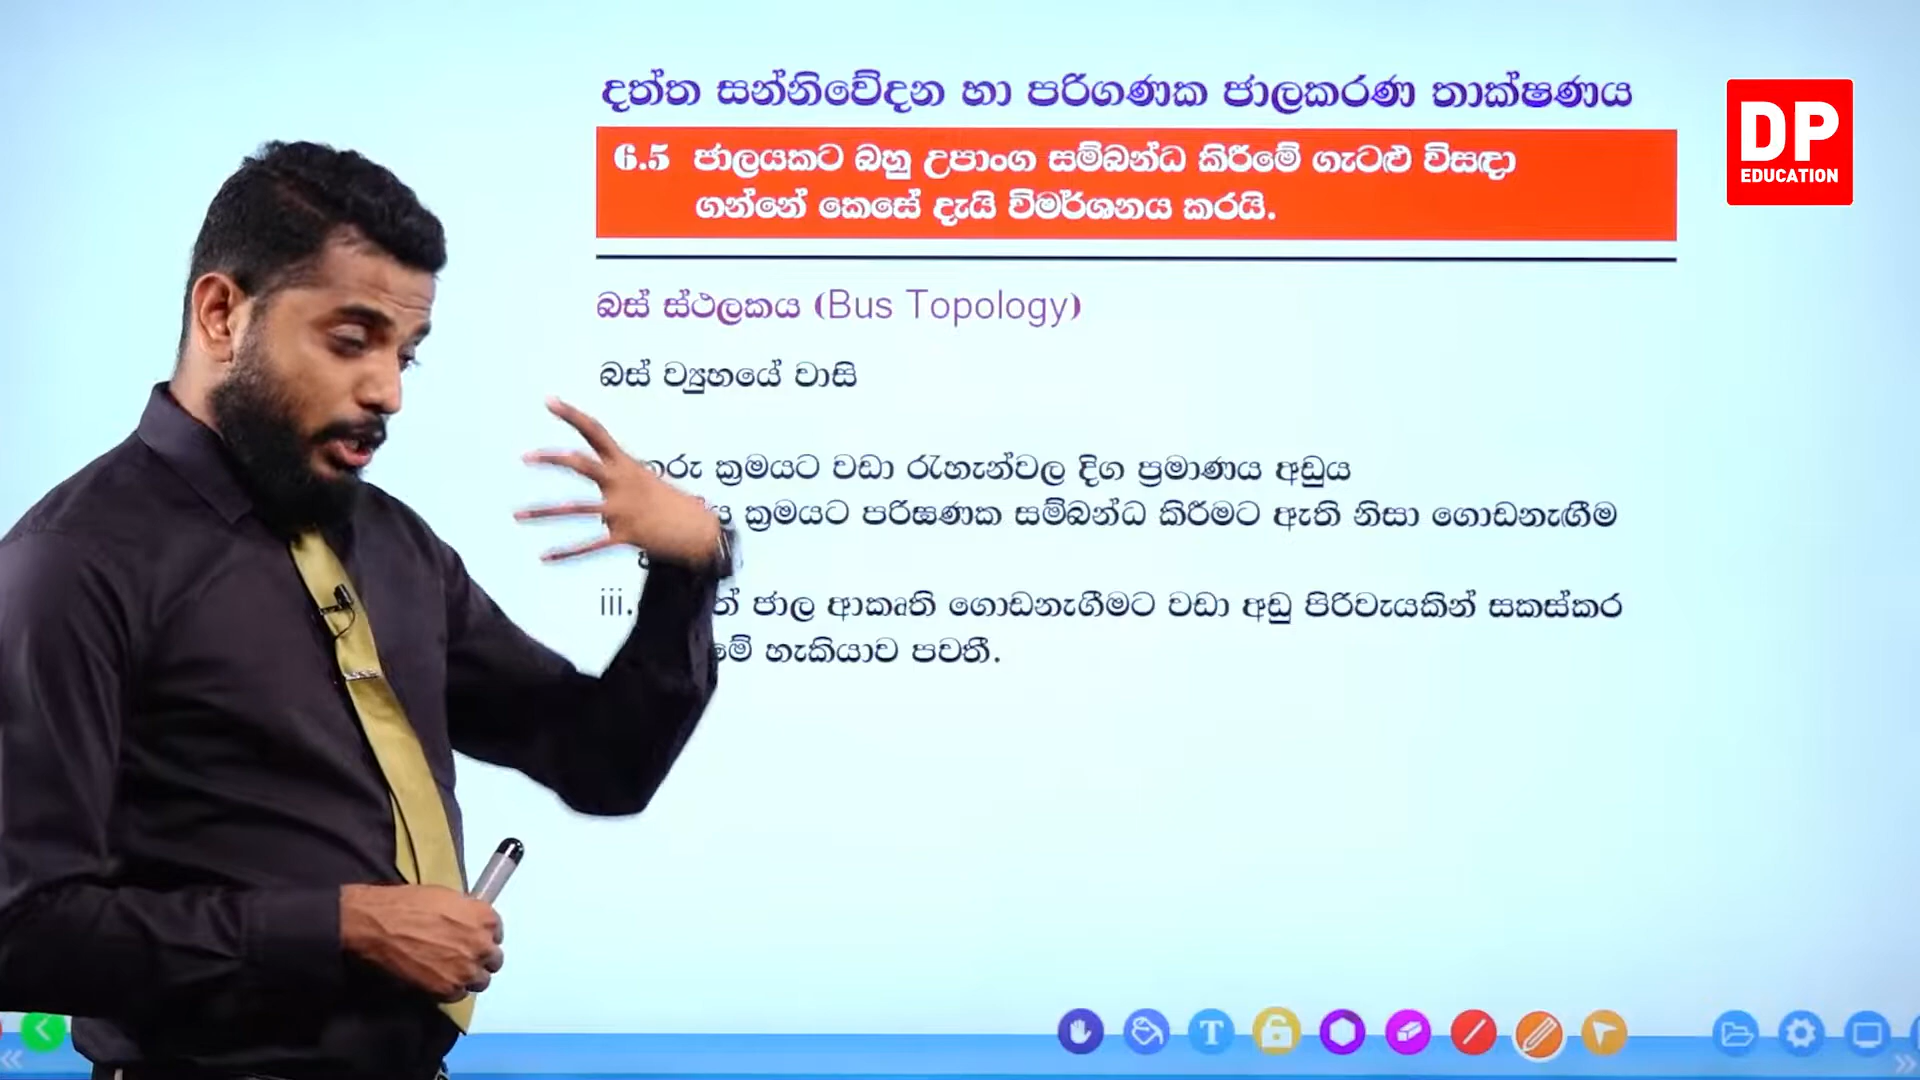 දත්ත සන්නිවේදන හා පරිගණක ජාලකරණ තාක්ෂණය
DP
EDUCATION
6.5 ජාලයකට බහු උපාංග සම්බන්ධ කිරීමේ ගැටළු විසඳා
ගන්නේ කෙසේ දැයි විමර්ශනය කරයි.
බස් ස්ථලකය (Bus Topology)
බස් ව්‍යුහයේ වාසි
ක්‍රමයට වඩා රැහැන්වල දිග ප්‍රමාණය අඩුය
ක්‍රමයට පරිඝණක සම්බන්ධ කිරීමට ඇති නිසා ගොඩනැඟීම
iii. ජාල ආකෘති ගොඩනැගීමට වඩා අඩු පිරිවැයකින් සකස්කර
හැකියාව පවතී.